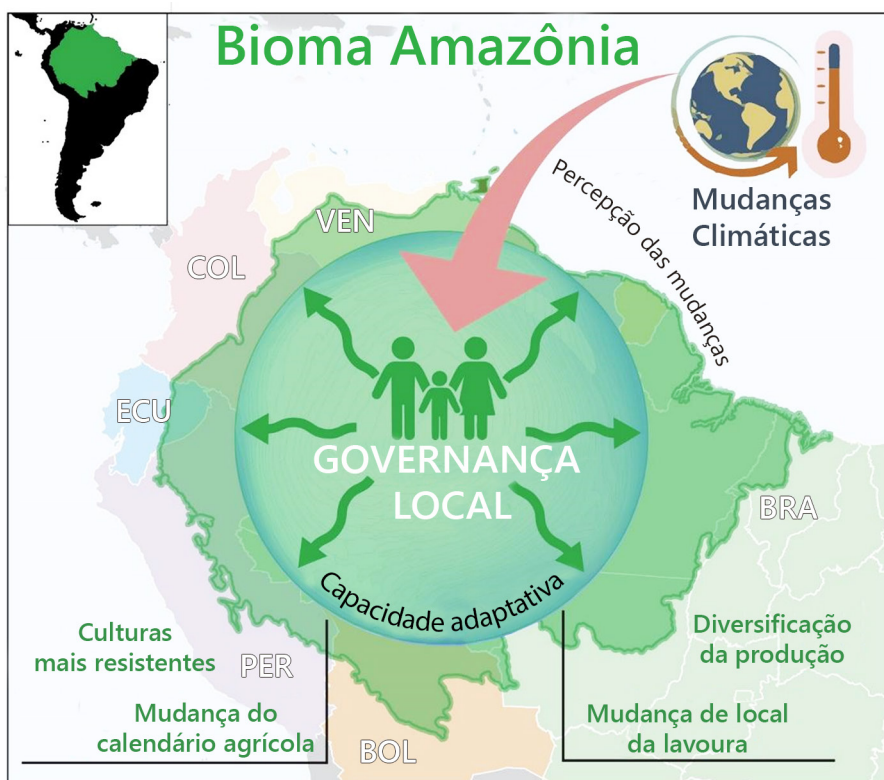 Bioma Amazônia
Percepção das mudanças
Mudanças
Climáticas
VEN
COL
ECU
GOVERNANÇA
LOCAL
BRA
Capacidade adaptativa
Culturas
mais resistentes
PER
Diversificação
da produção
Mudança do
calendário agrícola
BOL
Mudança de local
da lavoura